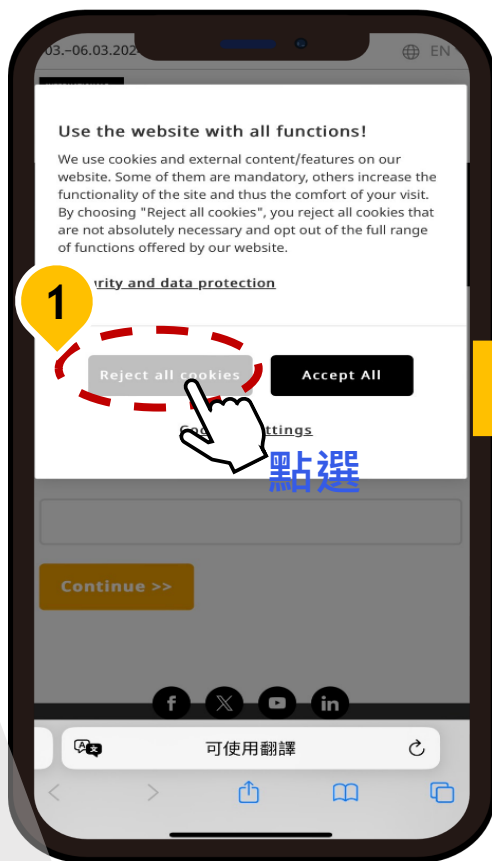 03.–06.03.202
EN
Use the website with all functions!
We use cookies and external content/features on our
website. Some of them are mandatory, others increase the
functionality of the site and thus the comfort of your visit.
By choosing "Reject all cookies", you reject all cookies that
are not absolutely necessary and opt out of the full range
of functions offered by our website.
1
rity and data protection
Reject all cookies
Accept All
Coo ttings
點選
Continue >>
可使用翻譯